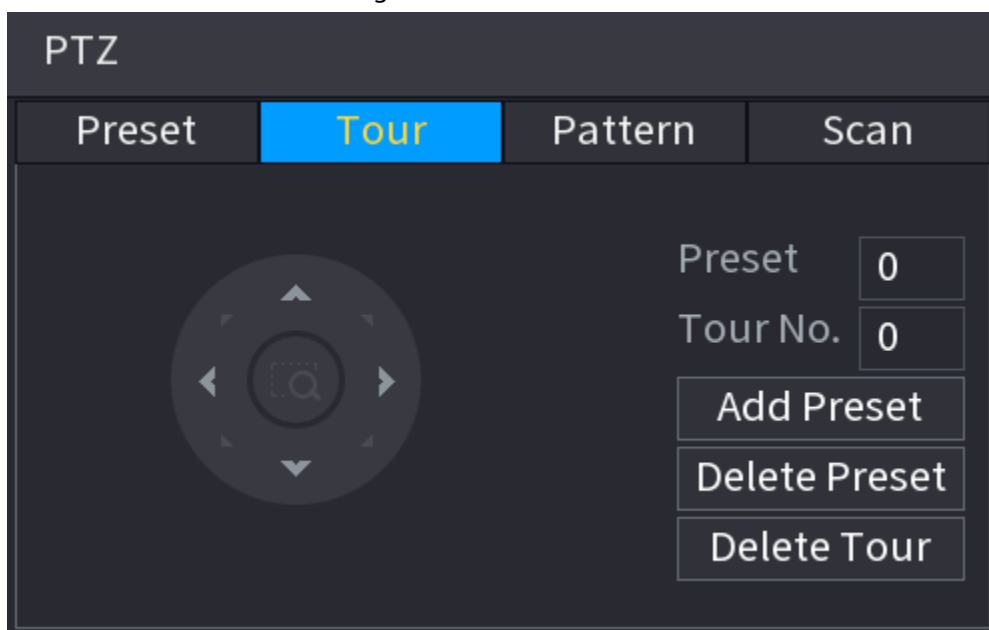 PTZ
Preset Tour Pattern Scan
Preset 0
Tour No. 0
Add Preset
Delete Preset
Delete Tour